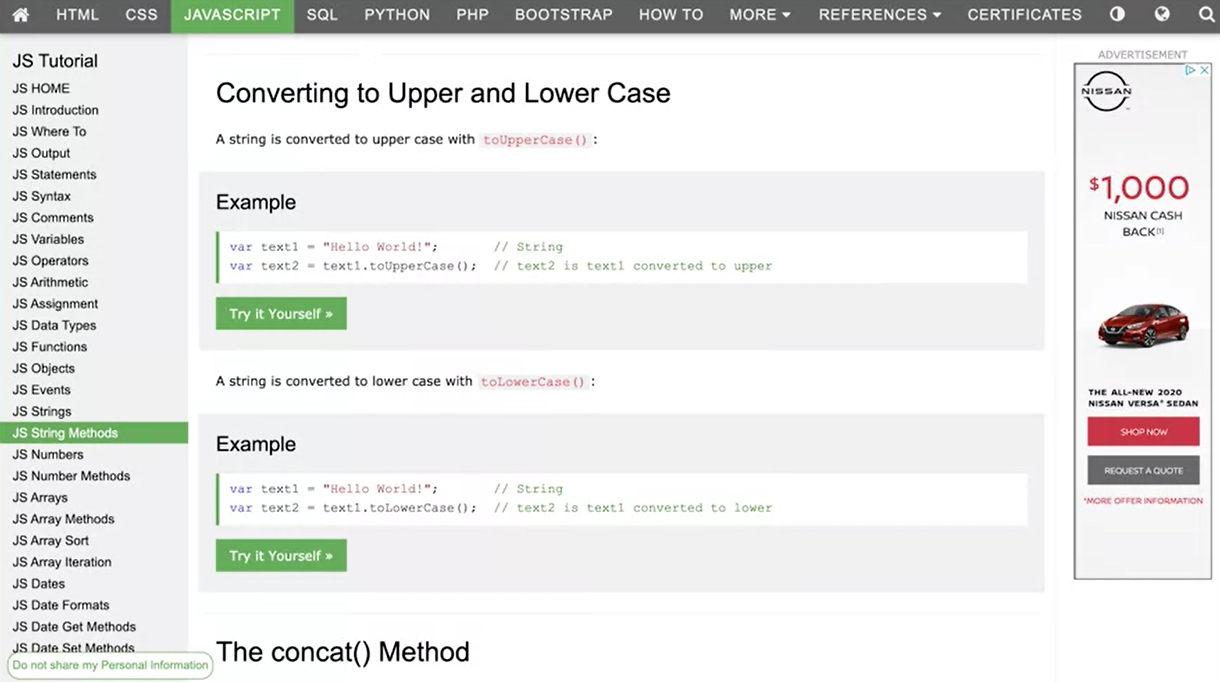 HTML CSS JAVASCRIPT SQL PYTHON PHP BOOTSTRAP HOW TO MORE REFERENCES CERTIFICATES
JS Tutorial
JS HOME
JS Introduction
JS Where To
JS Output
JS Statements
JS Syntax
JS Comments
JS Variables
JS Operators
JS Arithmetic
JS Assignment
JS Data Types
JS Functions
JS Objects
JS Events
JS Strings
JS String Methods
JS Numbers
JS Number Methods
JS Arrays
JS Array Methods
JS Array Sort
JS Array Iteration
JS Dates
JS Date Formats
JS Date Get Methods
JS Date Set Methods
Do not share my Personal Information
Converting to Upper and Lower Case
A string is converted to upper case with toUpperCase():
Example
var text1 = "Hello World!";       // String
var text2 = text1.toUpperCase();  // text2 is text1 converted to upper
Try it Yourself »
A string is converted to lower case with toLowerCase():
Example
var text1 = "Hello World!";       // String
var text2 = text1.toLowerCase();  // text2 is text1 converted to lower
Try it Yourself »
The concat() Method
ADVERTISEMENT
NISSAN
$1,000
NISSAN CASH
BACK[1]
THE ALL-NEW 2020
NISSAN VERSA® SEDAN
SHOP NOW
REQUEST A QUOTE
*MORE OFFER INFORMATION